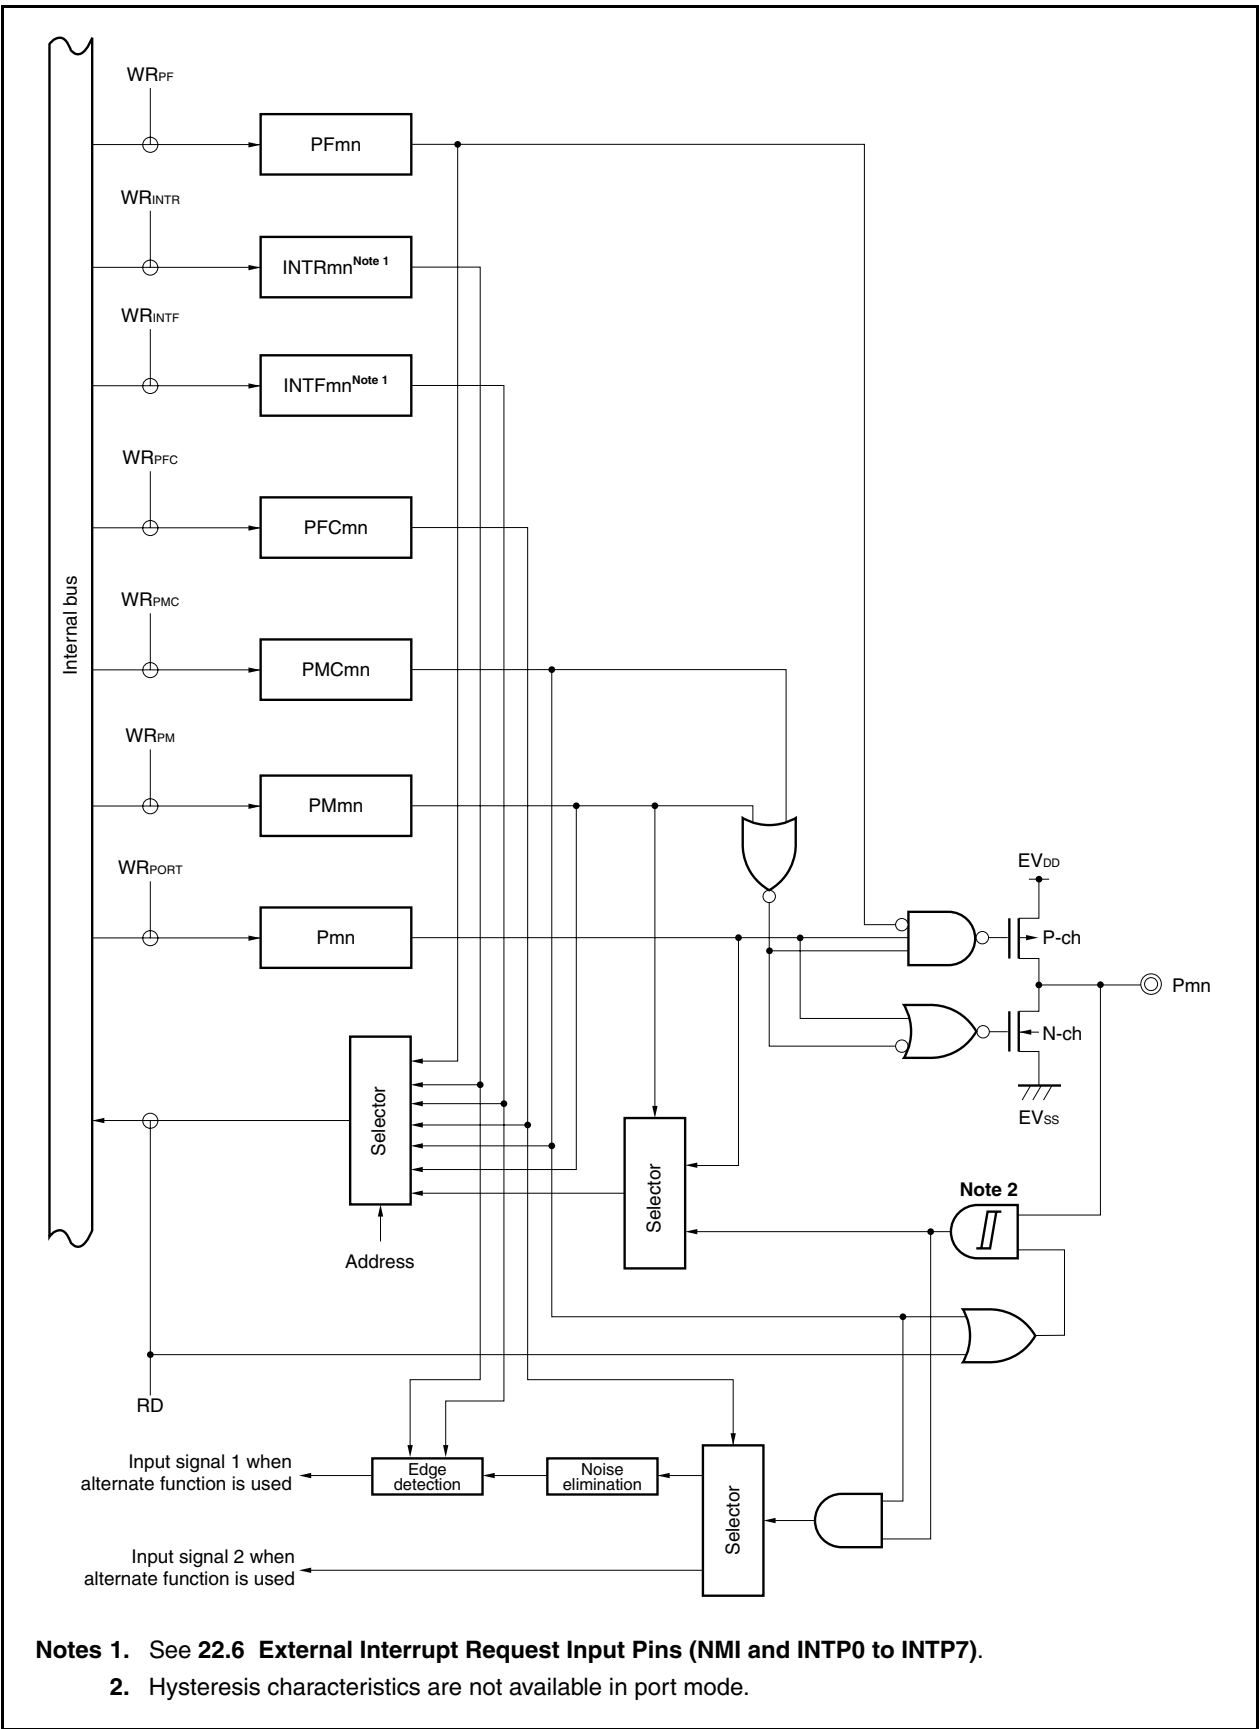 WRPF
PFmn
WRINTR
INTRmnNote 1
WRINTF
INTFmnNote 1
WRPFC
PFCmn
Internal bus
WRPMC
PMCmn
WRPM
PMmn
WRPORT
Pmn
EVDD
P-ch
Pmn
N-ch
EVSS
Selector
Selector
Note 2
Address
RD
Input signal 1 when
alternate function is used
Edge
detection
Noise
elimination
Selector
Input signal 2 when
alternate function is used
Notes 1. See 22.6 External Interrupt Request Input Pins (NMI and INTP0 to INTP7).
2. Hysteresis characteristics are not available in port mode.